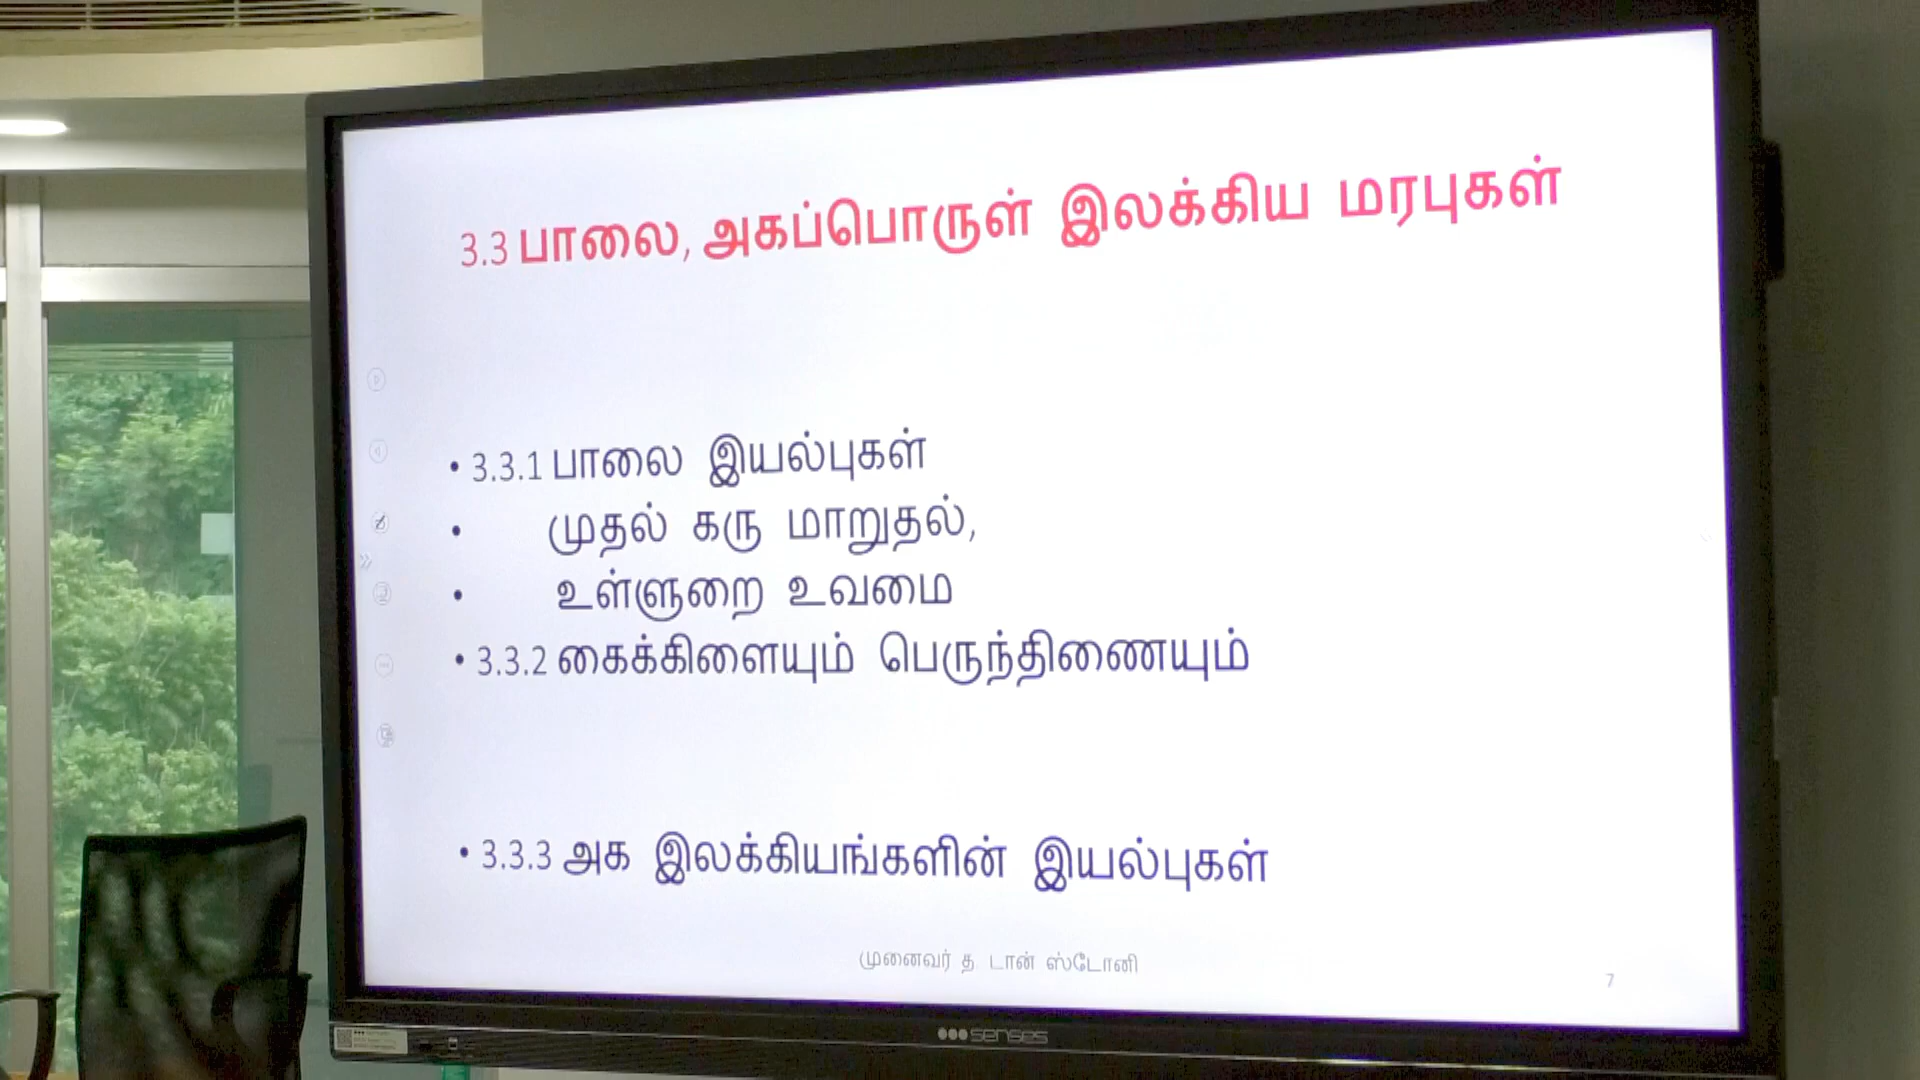 3.3 பாலை, அகப்பொருள் இலக்கிய மரபுகள்
• 3.3.1 பாலை இயல்புகள்
• முதல் கரு மாறுதல்,
• உள்ளுறை உவமை
• 3.3.2 கைக்கிளையும் பெருந்திணையும்
• 3.3.3 அக இலக்கியங்களின் இயல்புகள்
முனைவர் த. டான் ஸ்டோனி
7
senses